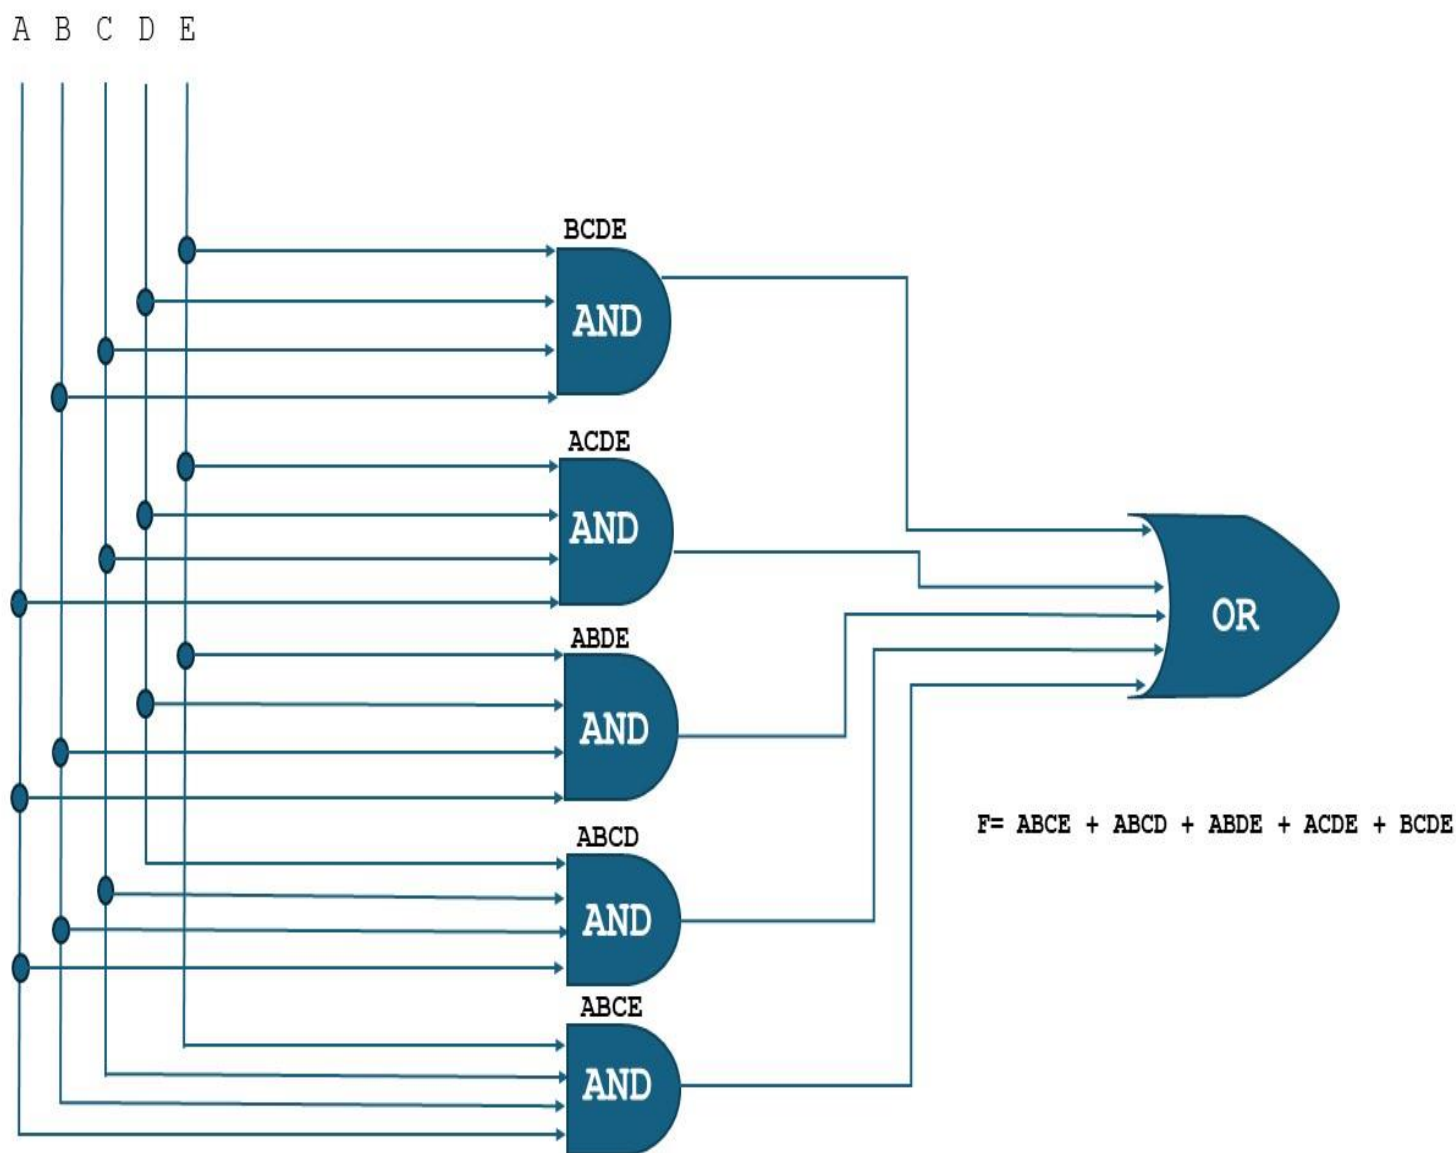 A B C D E
BCDE
AND
ACDE
AND
ABDE
AND
OR
F= ABCE + ABCD + ABDE + ACDE + BCDE
ABCD
AND
ABCE
AND